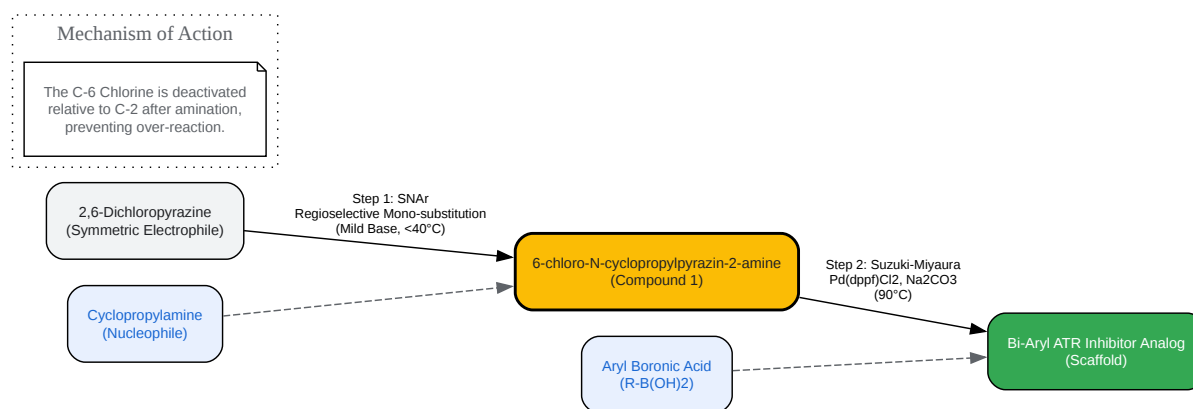 Mechanism of Action
The C-6 Chlorine is deactivated
relative to C-2 after amination,
preventing over-reaction.
2,6-Dichloropyrazine
(Symmetric Electrophile)
Step 1: SNAr
Regioselective Mono-substitution
(Mild Base, <40°C)
Cyclopropylamine
(Nucleophile)
6-chloro-N-cyclopropylpyrazin-2-amine
(Compound 1)
Step 2: Suzuki-Miyaura
Pd(dppf)Cl2, Na2CO3
(90°C)
Aryl Boronic Acid
(R-B(OH)2)
Bi-Aryl ATR Inhibitor Analog
(Scaffold)